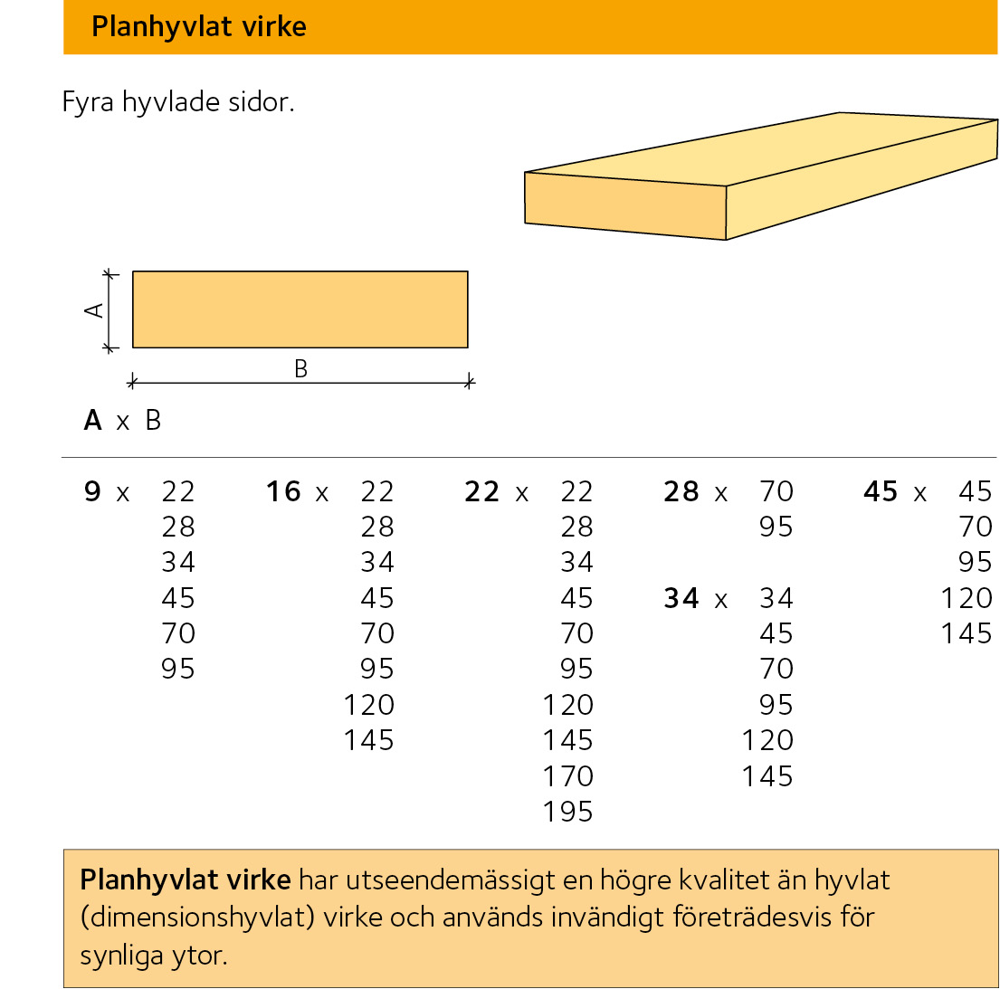 Planhyvlat virke
Fyra hyvlade sidor.
A
B
A x B
9 x 22 16 x 22 22 x 22 28 x 70 45 x 45
28 28 28 95 70
34 34 34 95
45 45 45 34 x 34 120
70 70 70 45 145
95 95 95 70
120 120 95
145 145 120
170 145
195
Planhyvlat virke har utseendemässigt en högre kvalitet än hyvlat
(dimensionshyvlat) virke och används invändigt företrädesvis för
synliga ytor.